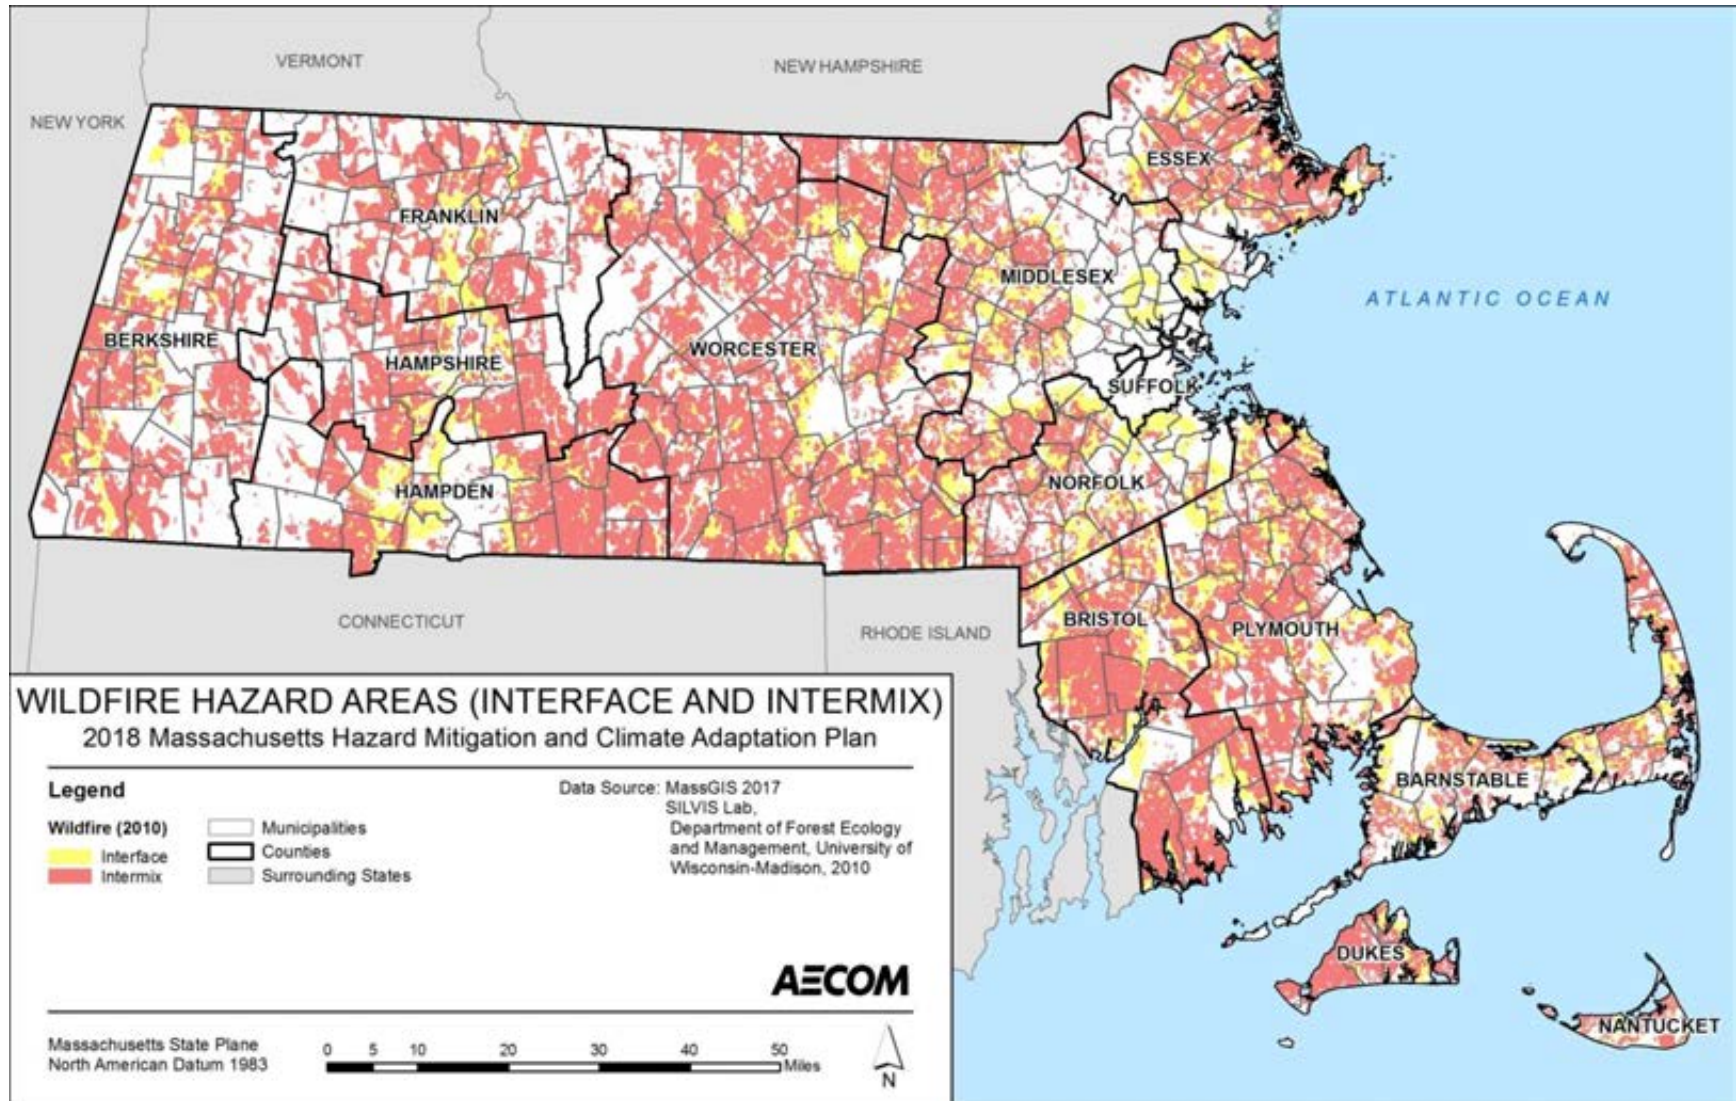 VERMONT
NEW HAMPSHIRE
NEW YORK
ESSEX
FRANKLIN
MIDDLESEX
ATLANTIC OCEAN
BERKSHIRE
WORCESTER
HAMPSHIRE
SUFFOLK
HAMPDEN
NORFOLK
CONNECTICUT
RHODE ISLAND
BRISTOL
PLYMOUTH
BARNSTABLE
DUKES
NANTUCKET
WILDFIRE HAZARD AREAS (INTERFACE AND INTERMIX)
2018 Massachusetts Hazard Mitigation and Climate Adaptation Plan
Legend
Wildfire (2010)
Interface
Intermix
Municipalities
Counties
Surrounding States
Data Source: MassGIS 2017
SILVIS Lab,
Department of Forest Ecology
and Management, University of
Wisconsin-Madison, 2010
AECOM
Massachusetts State Plane
North American Datum 1983
0 5 10 20 30 40 50
Miles
N